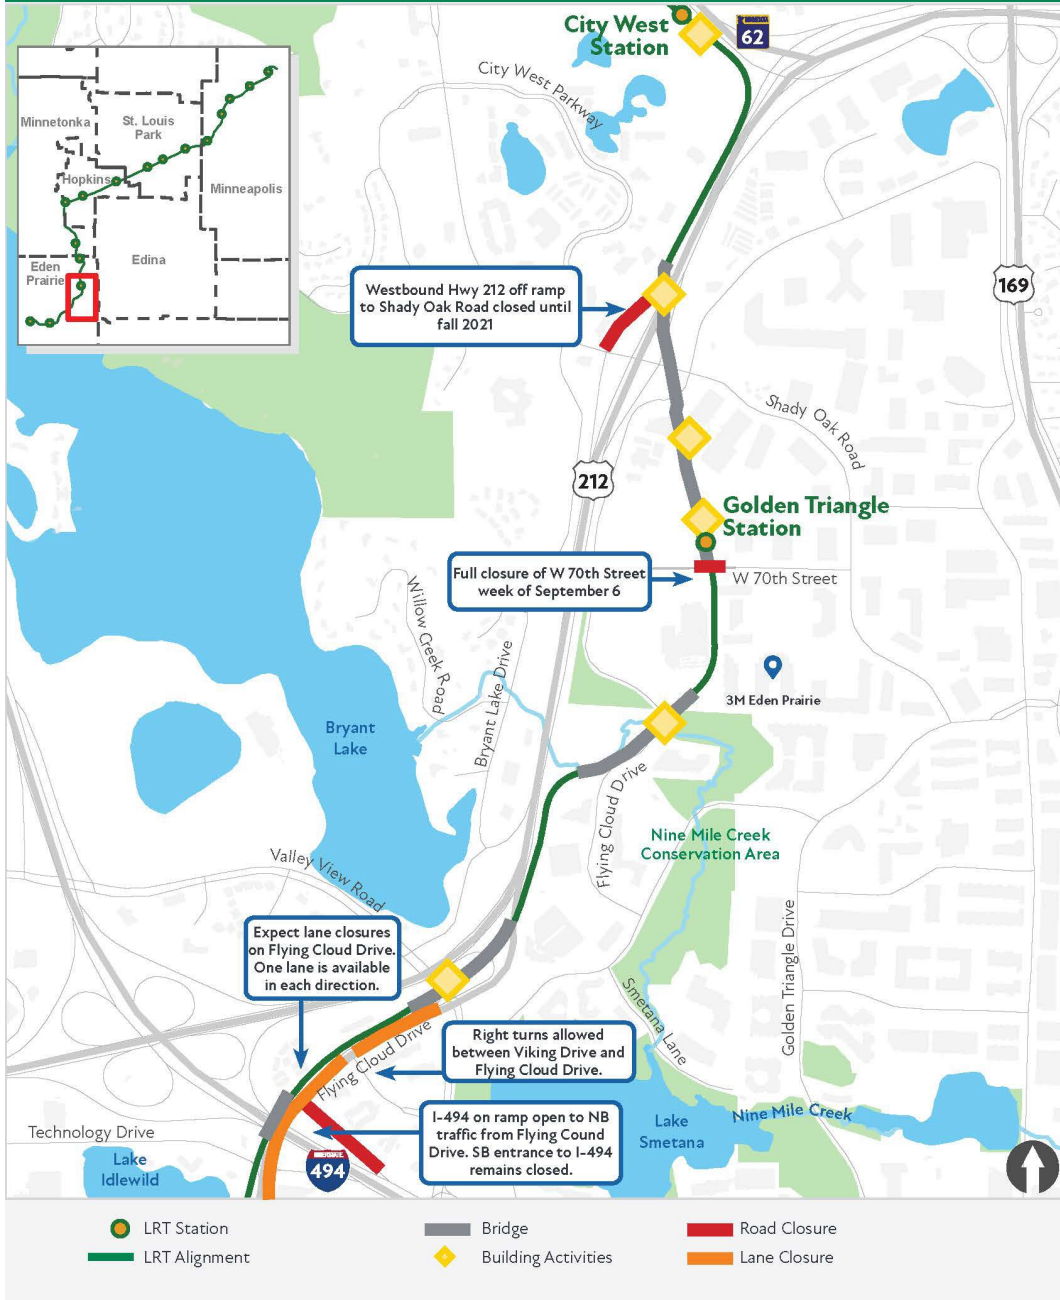 City West
Station
62
City West Parkway
Minnetonka
St. Louis
Park
Hopkins
Minneapolis
Eden
Prairie
Edina
169
Westbound Hwy 212 off ramp
to Shady Oak Road closed until
fall 2021
Shady Oak Road
212
Golden Triangle
Station
Full closure of W 70th Street
week of September 6
W 70th Street
Willow Creek R
oad
Bryant Lake Drive
3M Eden Prairie
Bryant
Lake
Flying Cloud Drive
Nine Mile Creek
Conservation Area
Valley View Road
Golden Triangle Drive
Expect lane closures
on Flying Cloud Drive.
One lane is available
in each direction.
Smetana Lane
Flying Cloud Drive
Right turns allowed
between Viking Drive and
Flying Cloud Drive.
I-494 on ramp open to NB
traffic from Flying Cound
Drive. SB entrance to I-494
remains closed.
Lake
Smetana
Nine Mile Creek
Technology Drive
Lake
Idlewild
INTERSTATE
494
LRT Station
Bridge
Road Closure
LRT Alignment
Building Activities
Lane Closure